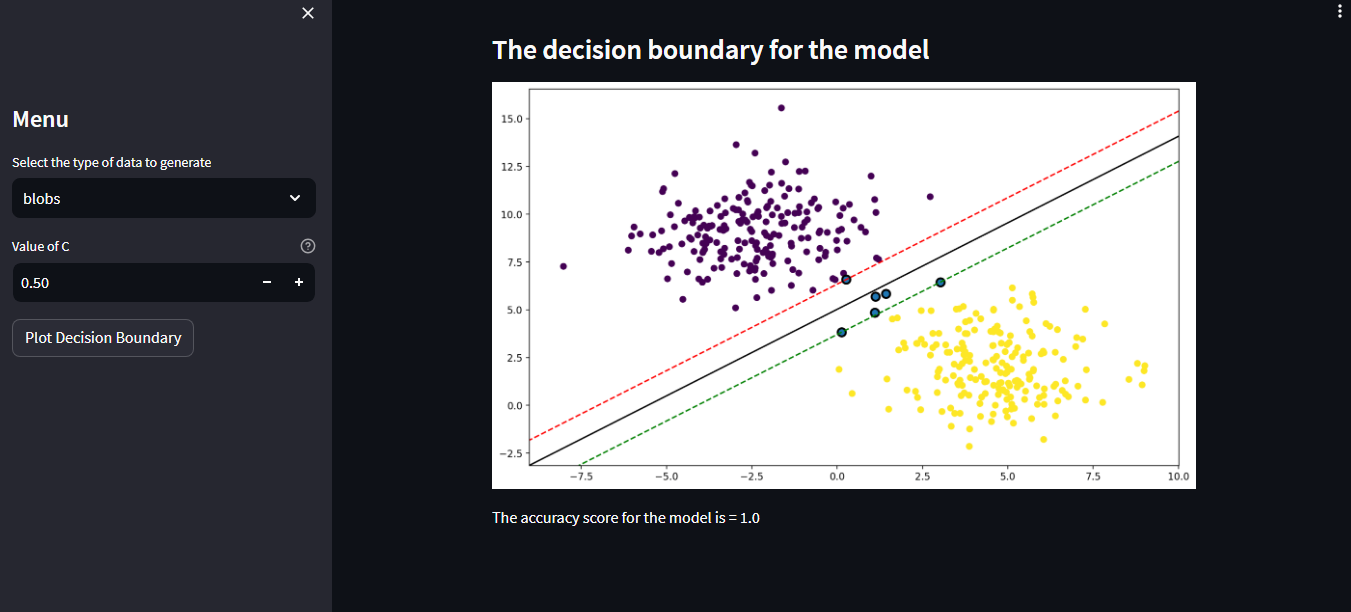 Menu
Select the type of data to generate
blobs
Value of C
0.50
Plot Decision Boundary
The decision boundary for the model
15.0
12.5
10.0
7.5
5.0
2.5
0.0
−2.5
−7.5 −5.0 −2.5 0.0 2.5 5.0 7.5 10.0
The accuracy score for the model is = 1.0